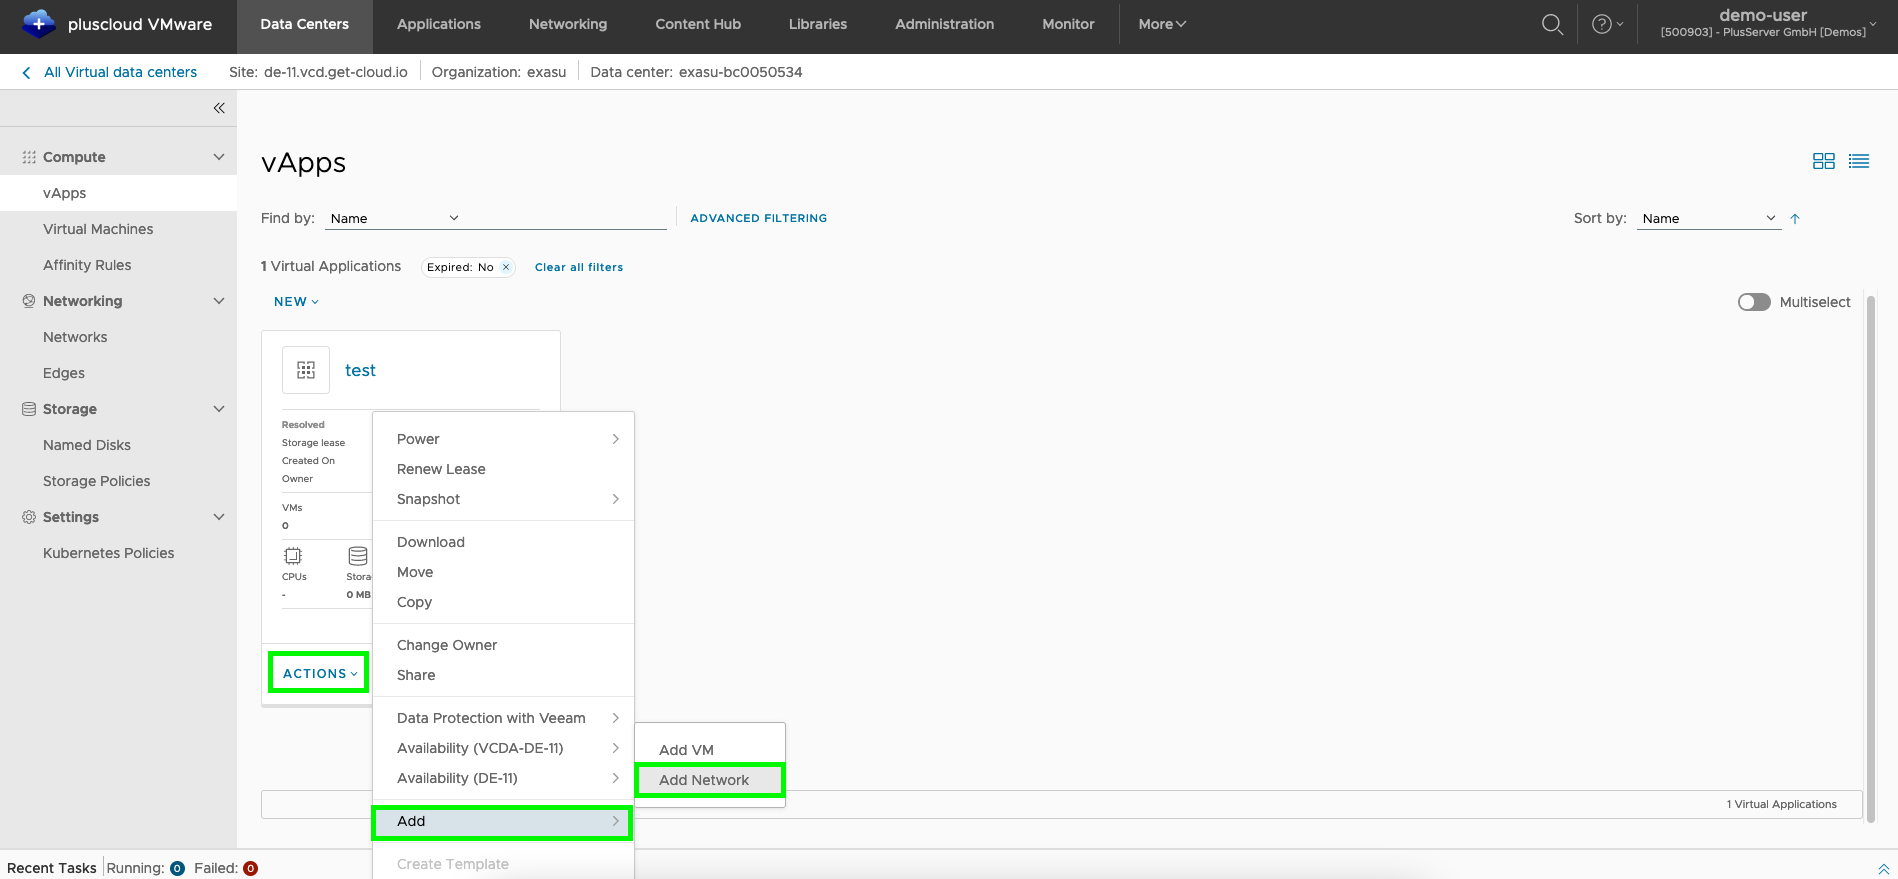 pluscloud VMware
Data Centers
Applications
Networking
Content Hub
Libraries
Administration
Monitor
More
demo-user
[500903] - PlusServer GmbH [Demos]
All Virtual data centers
Site: de-11.vcd.get-cloud.io
Organization: exasu
Data center: exasu-bc0050534
Compute
vApps
Virtual Machines
Affinity Rules
Networking
Networks
Edges
Storage
Named Disks
Storage Policies
Settings
Kubernetes Policies
vApps
Find by: Name
ADVANCED FILTERING
Sort by: Name
1 Virtual Applications
Expired: No ×
Clear all filters
NEW
Multiselect
test
Resolved
Storage lease
Created On
Owner
VMs
0
CPUs
-
Stora
0 MB
ACTIONS
Power
Renew Lease
Snapshot
Download
Move
Copy
Change Owner
Share
Data Protection with Veeam
Availability (VCDA-DE-11)
Availability (DE-11)
Add
Create Template
Add VM
Add Network
1 Virtual Applications
Recent Tasks
Running: 0
Failed: 0